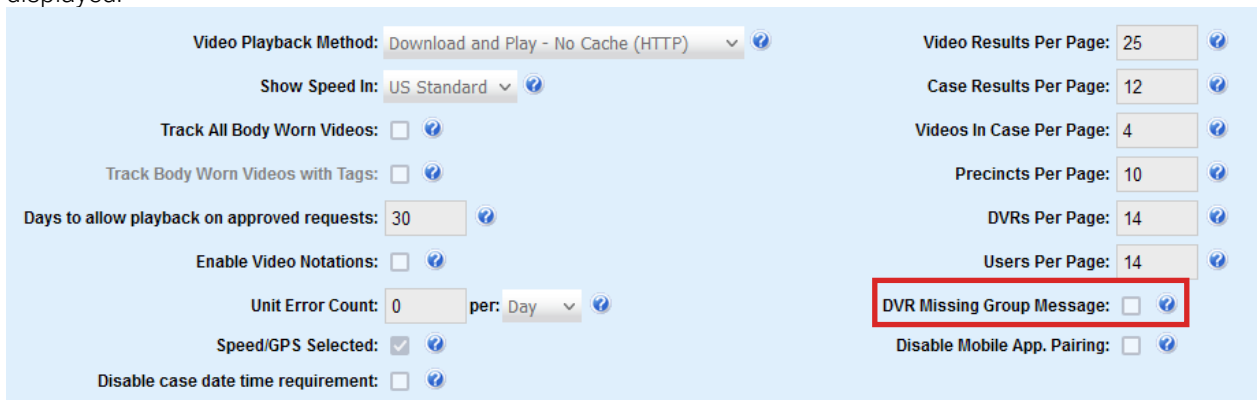 displayed.
Video Playback Method: Download and Play - No Cache (HTTP)
Show Speed In: US Standard
Track All Body Worn Videos:
Track Body Worn Videos with Tags:
Days to allow playback on approved requests: 30
Enable Video Notations:
Unit Error Count: 0 per: Day
Speed/GPS Selected:
Disable case date time requirement:
Video Results Per Page: 25
Case Results Per Page: 12
Videos In Case Per Page: 4
Precincts Per Page: 10
DVRs Per Page: 14
Users Per Page: 14
DVR Missing Group Message:
Disable Mobile App. Pairing: